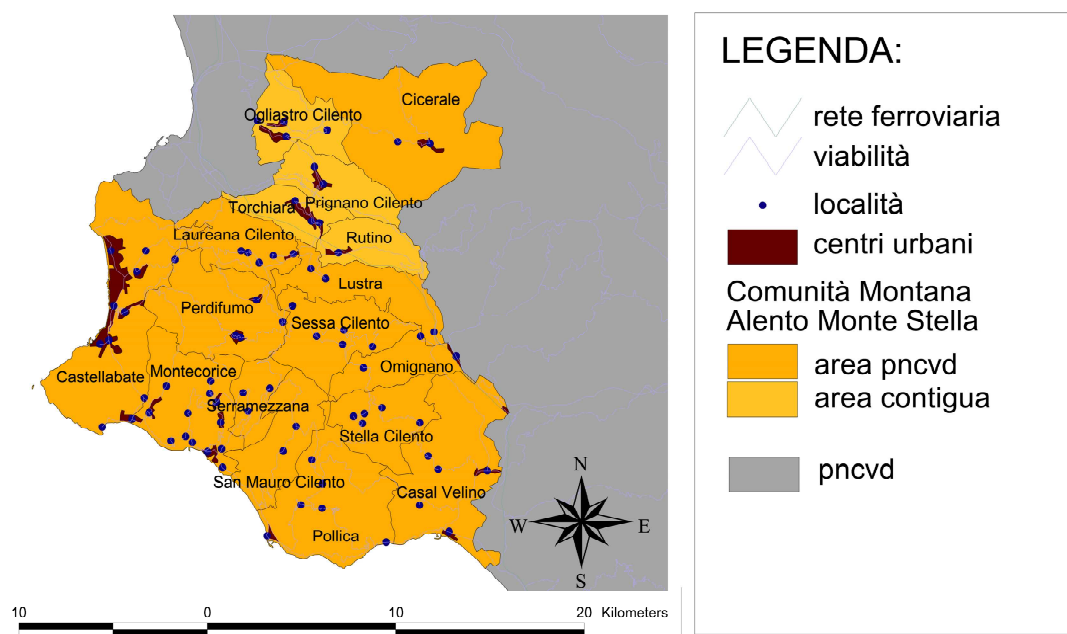 Cicerale
Ogliastro Cilento
Prignano Cilento
Torchiara
Rutino
Laureana Cilento
Lustra
Perdifumo
Sessa Cilento
Omignano
Castellabate
Montecorice
Serramezzana
Stella Cilento
San Mauro Cilento
Casal Velino
Pollica
N
W
E
S
10
0
10
20
Kilometers
LEGENDA:
rete ferroviaria
viabilità
località
centri urbani
Comunità Montana
Alento Monte Stella
area pncvd
area contigua
pncvd